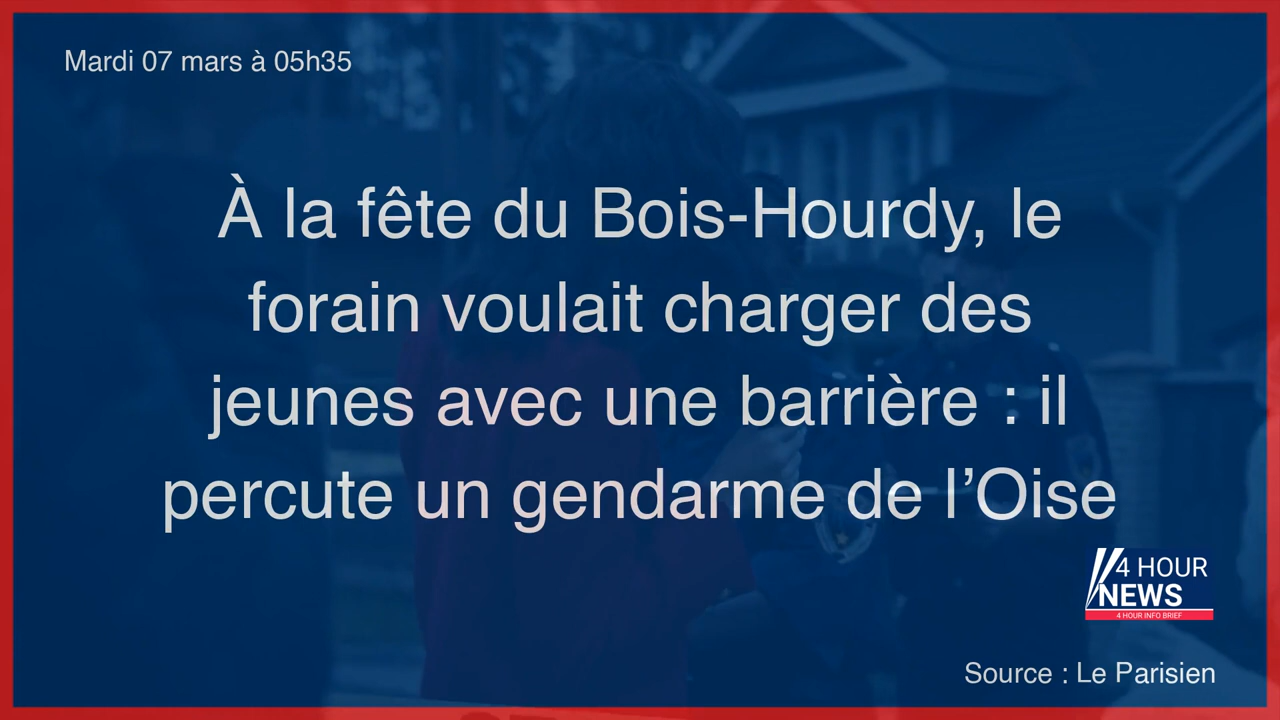 Mardi 07 mars à 05h35
À la fête du Bois-Hourdy, le
forain voulait charger des
jeunes avec une barrière : il
percute un gendarme de l’Oise
4 HOUR
NEWS
4 HOUR INFO BRIEF
Source : Le Parisien